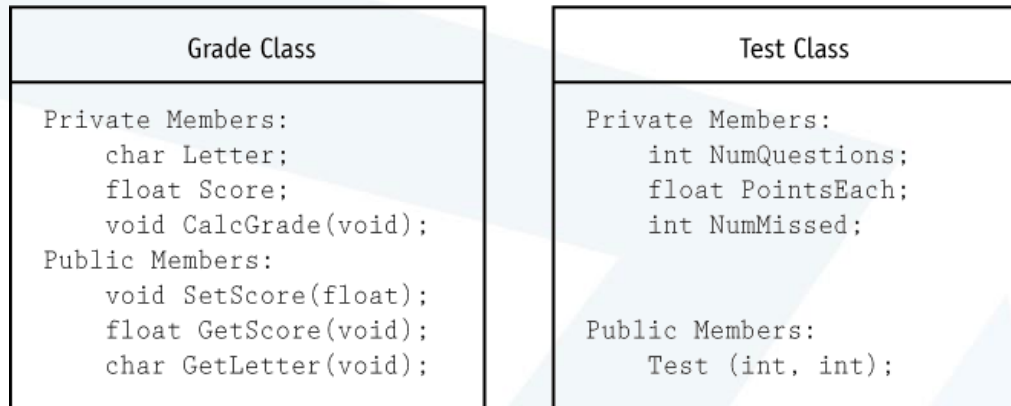 Grade Class
Private Members:
char Letter;
float Score;
void CalcGrade(void);
Public Members:
void SetScore(float);
float GetScore(void);
char GetLetter(void);
Test Class
Private Members:
int NumQuestions;
float PointsEach;
int NumMissed;
Public Members:
Test (int, int);